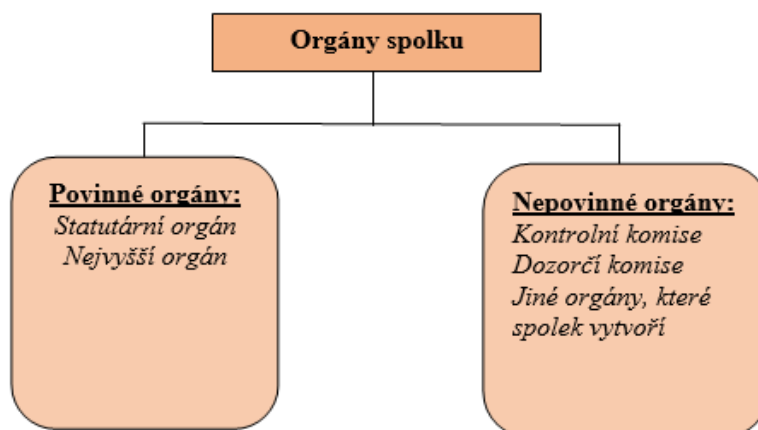 Orgány spolku
Povinné orgány:
Statutární orgán
Nejvyšší orgán
Nepovinné orgány:
Kontrolní komise
Dozorčí komise
Jiné orgány, které
spolek vytvoří